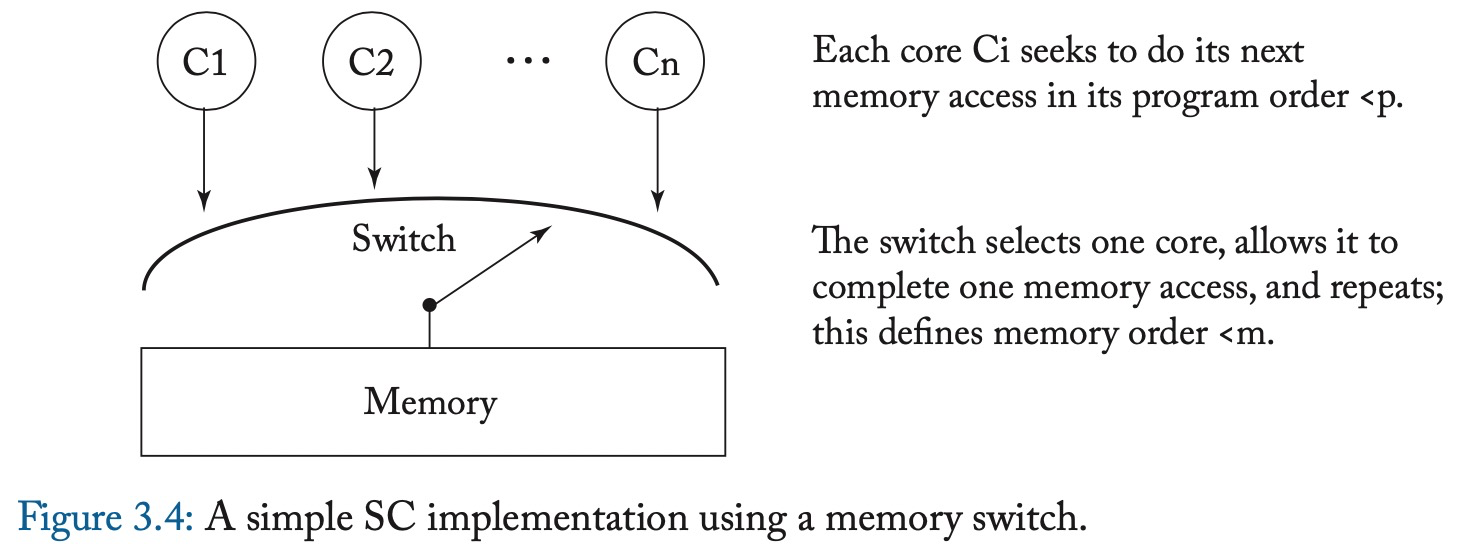 C1
C2
...
Cn
Each core Ci seeks to do its next
memory access in its program order <p.
Switch
The switch selects one core, allows it to
complete one memory access, and repeats;
this defines memory order <m.
Memory
Figure 3.4: A simple SC implementation using a memory switch.